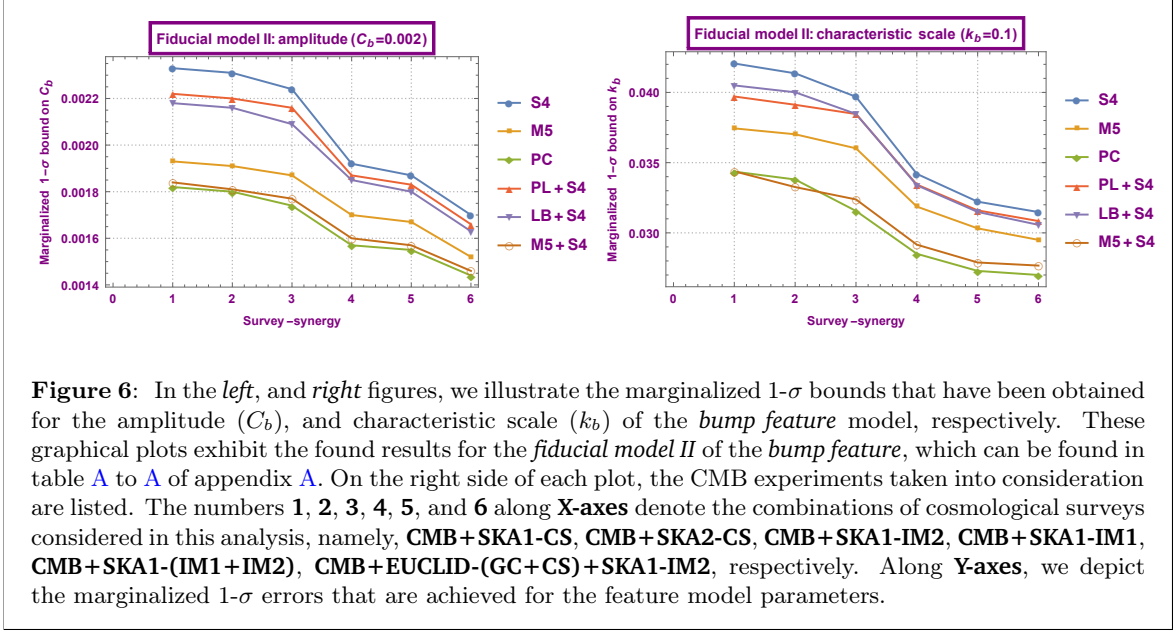 Fiducial model II: amplitude (C_b=0.002)
Marginalized 1-σ bound on C_b
0.0022
0.0020
0.0018
0.0016
0.0014
0 1 2 3 4 5 6
Survey-synergy
S4
M5
PC
PL+S4
LB+S4
M5+S4
Fiducial model II: characteristic scale (k_b=0.1)
Marginalized 1-σ bound on k_b
0.040
0.035
0.030
0 1 2 3 4 5 6
Survey-synergy
S4
M5
PC
PL+S4
LB+S4
M5+S4
Figure 6: In the left, and right figures, we illustrate the marginalized 1-σ bounds that have been obtained
for the amplitude (C_b), and characteristic scale (k_b) of the bump feature model, respectively. These
graphical plots exhibit the found results for the fiducial model II of the bump feature, which can be found in
table A to A of appendix A. On the right side of each plot, the CMB experiments taken into consideration
are listed. The numbers 1, 2, 3, 4, 5, and 6 along X-axes denote the combinations of cosmological surveys
considered in this analysis, namely, CMB+SKA1-CS, CMB+SKA2-CS, CMB+SKA1-IM2, CMB+SKA1-IM1,
CMB+SKA1-(IM1+IM2), CMB+EUCLID-(GC+CS)+SKA1-IM2, respectively. Along Y-axes, we depict
the marginalized 1-σ errors that are achieved for the feature model parameters.